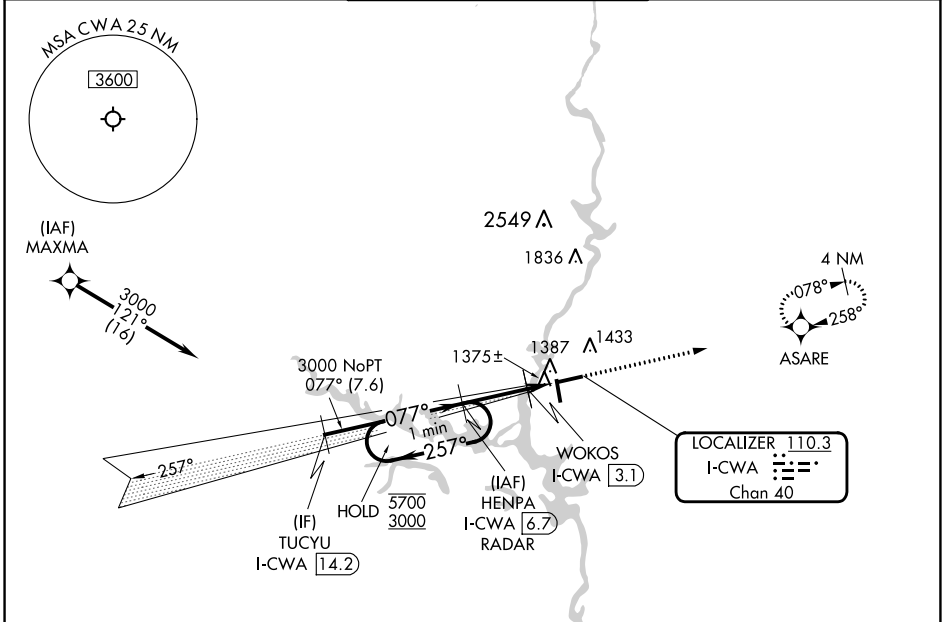 MSA CWA 25 NM
3600
(IAF)
MAXMA
3000
121°
(16)
2549
1836
4 NM
078°
258°
ASARE
1375±
1387
1433
3000 NoPT
077° (7.6)
077°
1 min
257°
257°
HOLD
5700
3000
(IF)
TUCYU
I-CWA 14.2
(IAF)
HENPA
I-CWA 6.7
RADAR
WOKOS
I-CWA 3.1
LOCALIZER 110.3
I-CWA
Chan 40